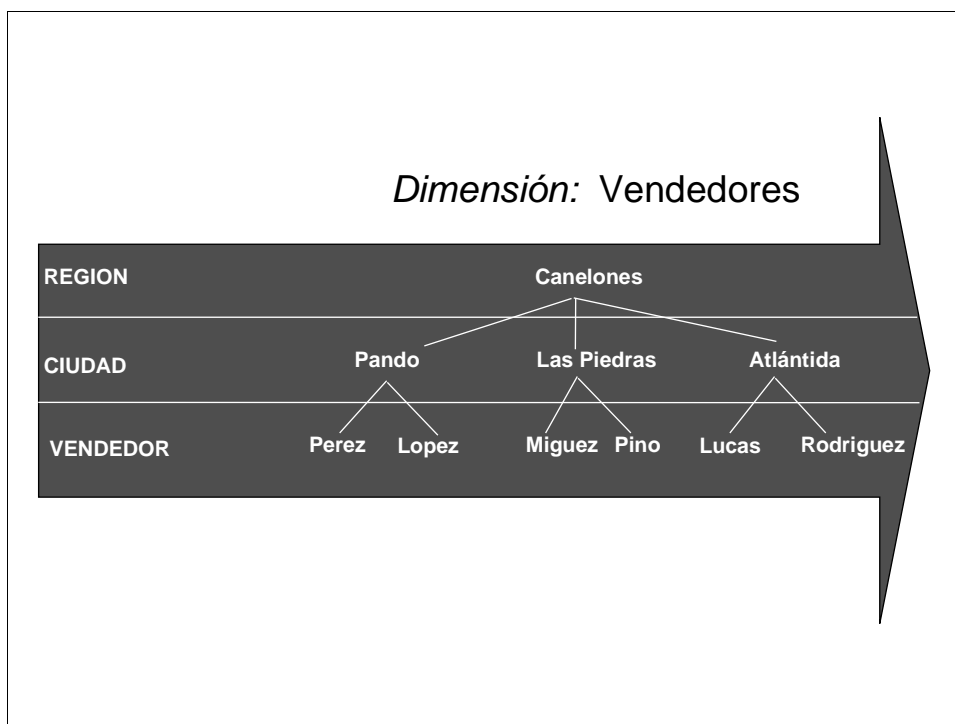 Dimensión: Vendedores
REGION Canelones
CIUDAD Pando Las Piedras Atlántida
VENDEDOR Perez Lopez Miguez Pino Lucas Rodriguez